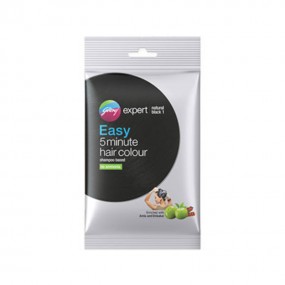 Godrej
expert
natural
black 1
Easy
5 minute
hair colour
shampoo based